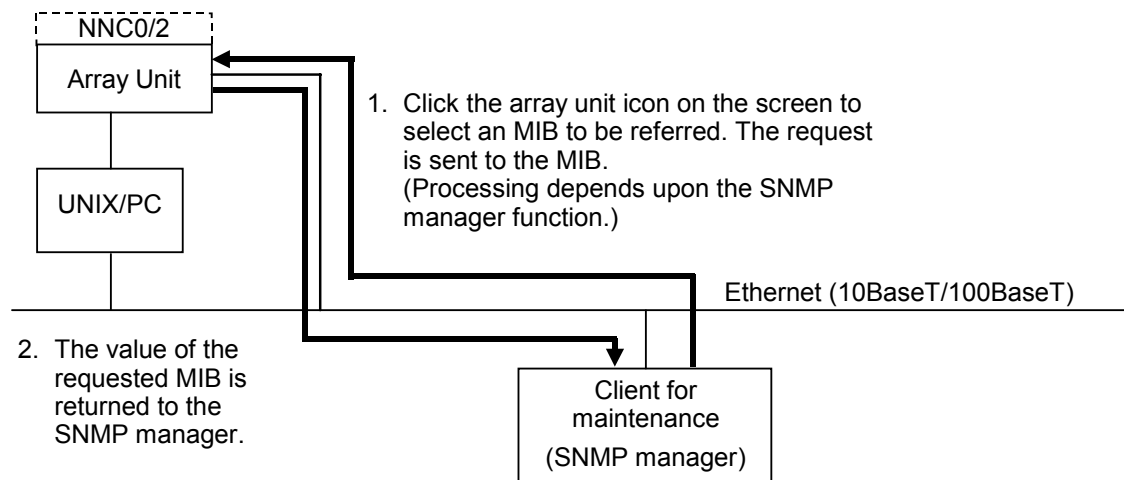 NNC0/2
Array Unit
1. Click the array unit icon on the screen to
select an MIB to be referred. The request
is sent to the MIB.
(Processing depends upon the SNMP
manager function.)
UNIX/PC
Ethernet (10BaseT/100BaseT)
2. The value of the
requested MIB is
returned to the
SNMP manager.
Client for
maintenance
(SNMP manager)